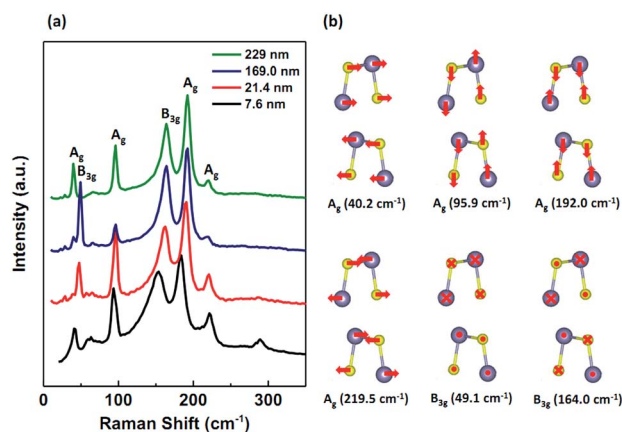 (a)
229 nm
169.0 nm
21.4 nm
7.6 nm
Ag
B3g
Ag
B3g
Ag
Ag
Intensity (a.u.)
0 100 200 300
Raman Shift (cm-1)
(b)
Ag (40.2 cm-1) Ag (95.9 cm-1) Ag (192.0 cm-1)
Ag (219.5 cm-1) B3g (49.1 cm-1) B3g (164.0 cm-1)